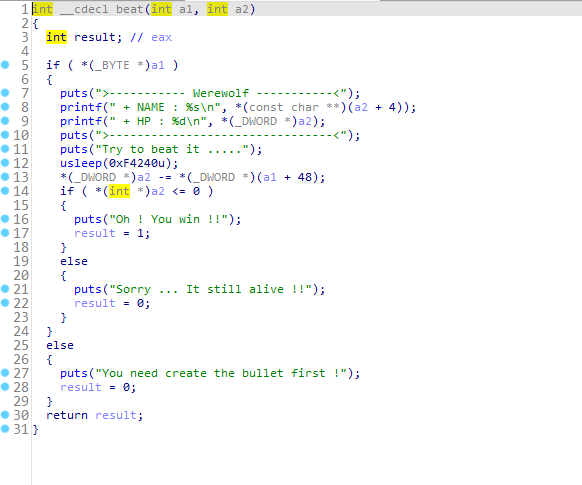 1 int __cdecl beat(int a1, int a2)
2 {
3 int result; // eax
4
5 if ( *(_BYTE *)a1 )
6 {
7 puts(">----------- Werewolf -----------<");
8 printf(" + NAME : %s\n", *(const char **)(a2 + 4));
9 printf(" + HP : %d\n", *(_DWORD *)a2);
10 puts(">--------------------------------<");
11 puts("Try to beat it .....");
12 usleep(0xF4240u);
13 *(_DWORD *)a2 -= *(_DWORD *)(a1 + 48);
14 if ( *(int *)a2 <= 0 )
15 {
16 puts("Oh ! You win !!");
17 result = 1;
18 }
19 else
20 {
21 puts("Sorry ... It still alive !!");
22 result = 0;
23 }
24 }
25 else
26 {
27 puts("You need create the bullet first !");
28 result = 0;
29 }
30 return result;
31 }